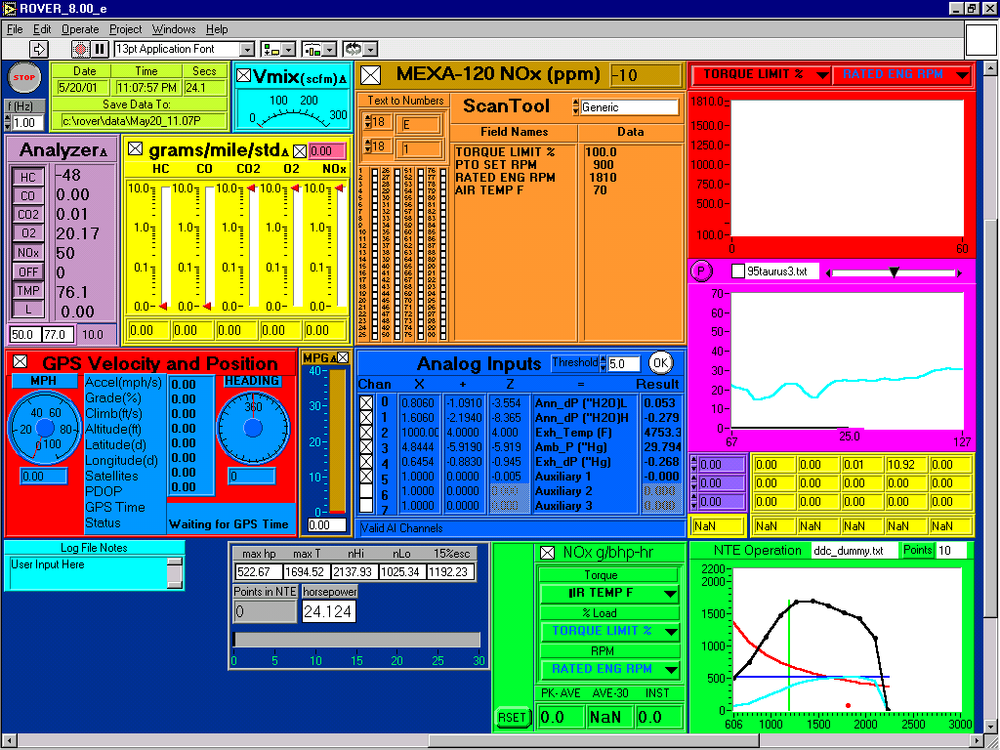 ROVER_8.00_e
File Edit Operate Project Windows Help
13pt Application Font
STOP
f (Hz)
1.00
Date Time Secs
5/20/01 11:07:57 PM 24.1
Save Data To:
c:\rover\data\May20_11.07P
Vmix(scfm)
0 100 200 300
MEXA-120 NOx (ppm) -10
Text to Numbers
18 E
18 1
ScanTool Generic
Field Names Data
TORQUE LIMIT % 100.0
PTO SET RPM 900
RATED ENG RPM 1810
AIR TEMP F 70
TORQUE LIMIT % RATED ENG RPM
1810.0
1500.0
1250.0
1000.0
750.0
500.0
100.0
0 60
Analyzer
HC -48
CO 0.00
CO2 0.01
O2 20.17
NOx 50
OFF 0
TMP 76.1
L 0.00
50.0 77.0 10.0
grams/mile/std 0.00
HC CO CO2 O2 NOx
10.0 10.0 10.0 10.0 10.0
1.0 1.0 1.0 1.0 1.0
0.1 0.1 0.1 0.1 0.1
0.0 0.0 0.0 0.0 0.0
0.00 0.00 0.00 0.00 0.00
P 95taurus3.txt
70
60
50
40
30
20
10
0
67 25.0 127
GPS Velocity and Position
MPH
20 40 60 80
0 100
0.00
Accel(mph/s) 0.00
Grade(%) 0.00
Climb(ft/s) 0.00
Altitude(ft) 0.00
Latitude(d) 0.00
Longitude(d) 0.00
Satellites 0.00
PDOP 0.00
GPS Time
Status Waiting for GPS Time
HEADING
360
0
MPG
40
30
20
10
0
0.00
Analog Inputs Threshold 5.0 OK
Chan X + Z = Result
0 0.8060 -1.0910 -3.554 Ann_dP ("H2O)L 0.053
1 1.6060 -2.1940 -8.365 Ann_dP ("H2O)H -0.279
2 1000.00 4.0000 4.000 Exh_Temp (F) 4753.3
3 4.8444 -5.9190 -5.919 Amb_P ("Hg) 29.794
4 0.6454 -0.8830 -0.945 Exh_dP ("Hg) -0.268
5 1.0000 0.0000 -0.005 Auxiliary 1 -0.000
6 1.0000 0.0000 Auxiliary 2
7 1.0000 0.0000 Auxiliary 3
Valid AI Channels
0.00 0.00 0.00 0.01 10.92 0.00
0.00 0.00 0.00 0.00 0.00 0.00
0.00 0.00 0.00 0.00 0.00 0.00
NaN NaN NaN NaN NaN NaN
Log File Notes
User Input Here
max hp max T nHi nLo 15%esc
522.67 1694.52 2137.93 1025.34 1192.23
Points in NTE horsepower
0 24.124
0 5 10 15 20 25 30
NOx g/bhp-hr
Torque
AIR TEMP F
% Load
TORQUE LIMIT %
RPM
RATED ENG RPM
PK-AVE AVE-30 INST
RSET 0.0 NaN 0.0
NTE Operation ddc_dummy.txt Points 10
2200
2000
1500
1000
500
0
606 1000 1500 2000 2500 3000